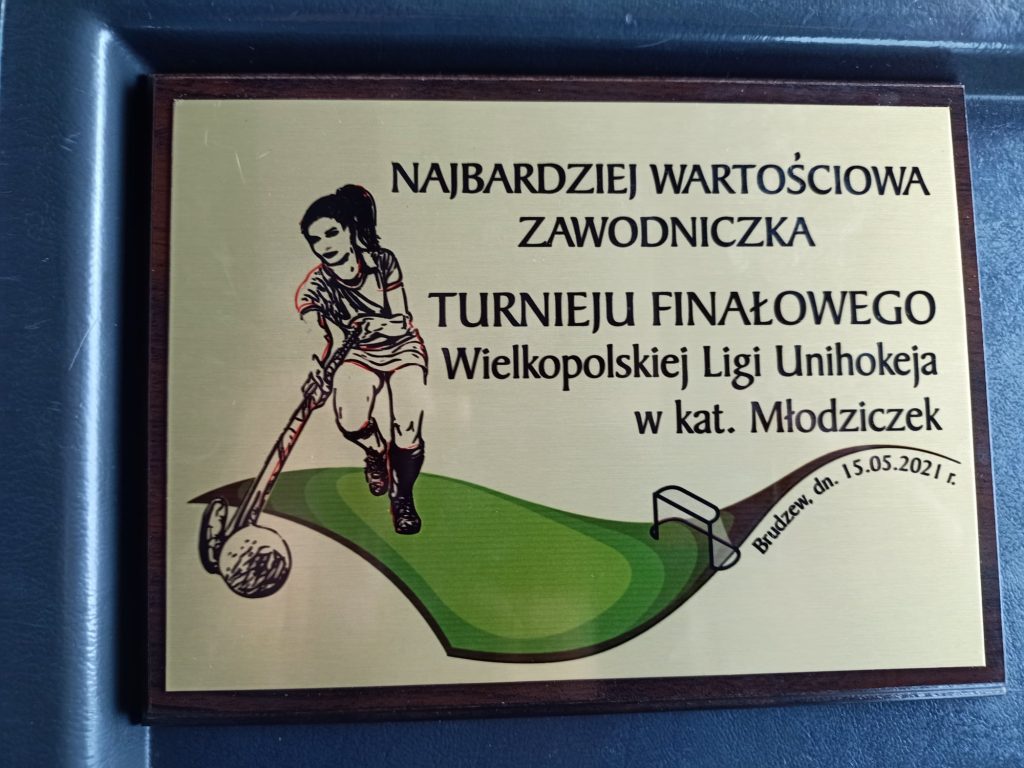 NAJBARDZIEJ WARTOŚCIOWA
ZAWODNICZKA
TURNIEJU FINAŁOWEGO
Wielkopolskiej Ligi Unihokeja
w kat. Młodziczek
Brudzew, dn. 15.05.2021 r.